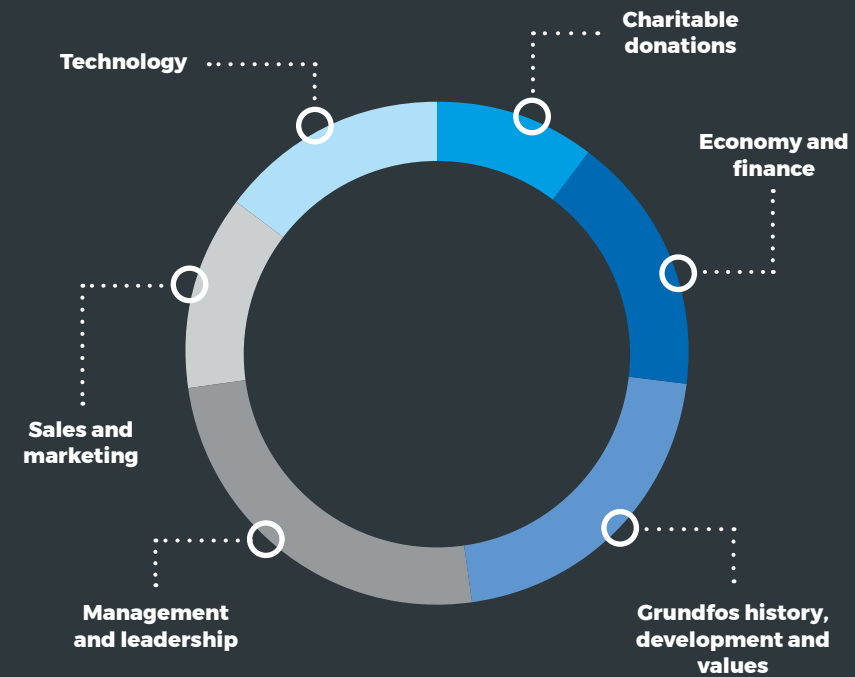 Charitable
donations
Technology
Economy and
finance
Sales and
marketing
Management
and leadership
Grundfos history,
development and
values